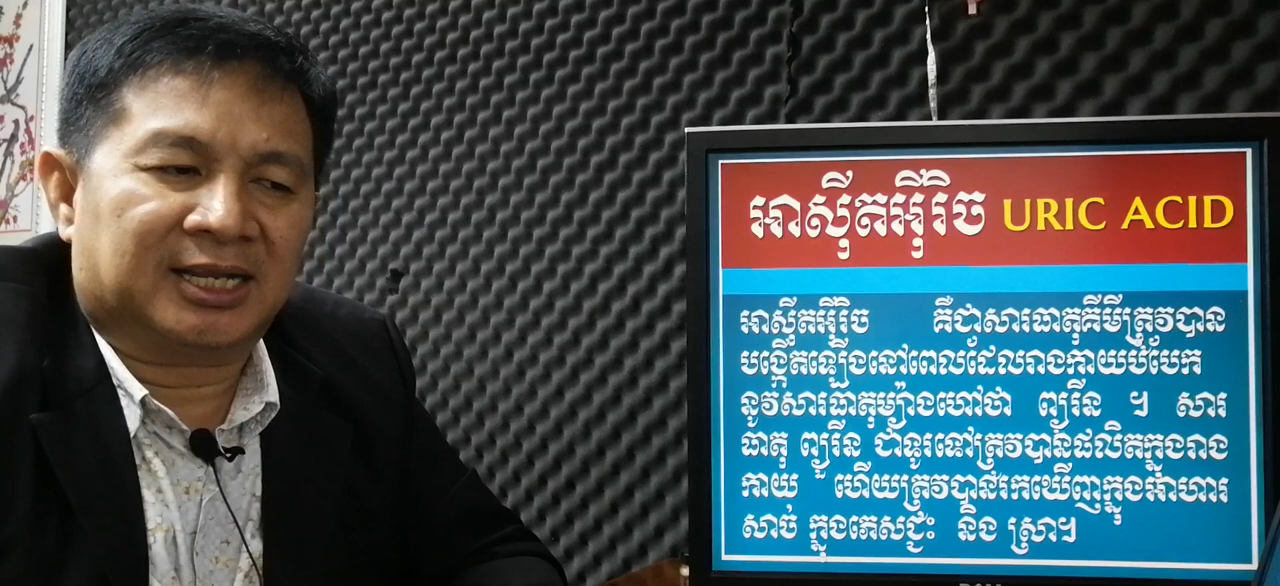 អាស៊ីតអ៊ីរិច URIC ACID
អាស៊ីតអ៊ីរិច គឺជាសារធាតុគីមីត្រូវបាន
បង្កើតឡើងនៅពេលដែលរាងកាយបំបែក
នូវសារធាតុម្យ៉ាងហៅថា ព្យួរីន ។ សារ
ធាតុ ព្យួរីន ជាទូរទៅត្រូវបានផលិតក្នុងរាង
កាយ ហើយត្រូវបានរកឃើញក្នុងអាហារ
សាច់ ក្នុងភេសជ្ជះ និង ស្រា។